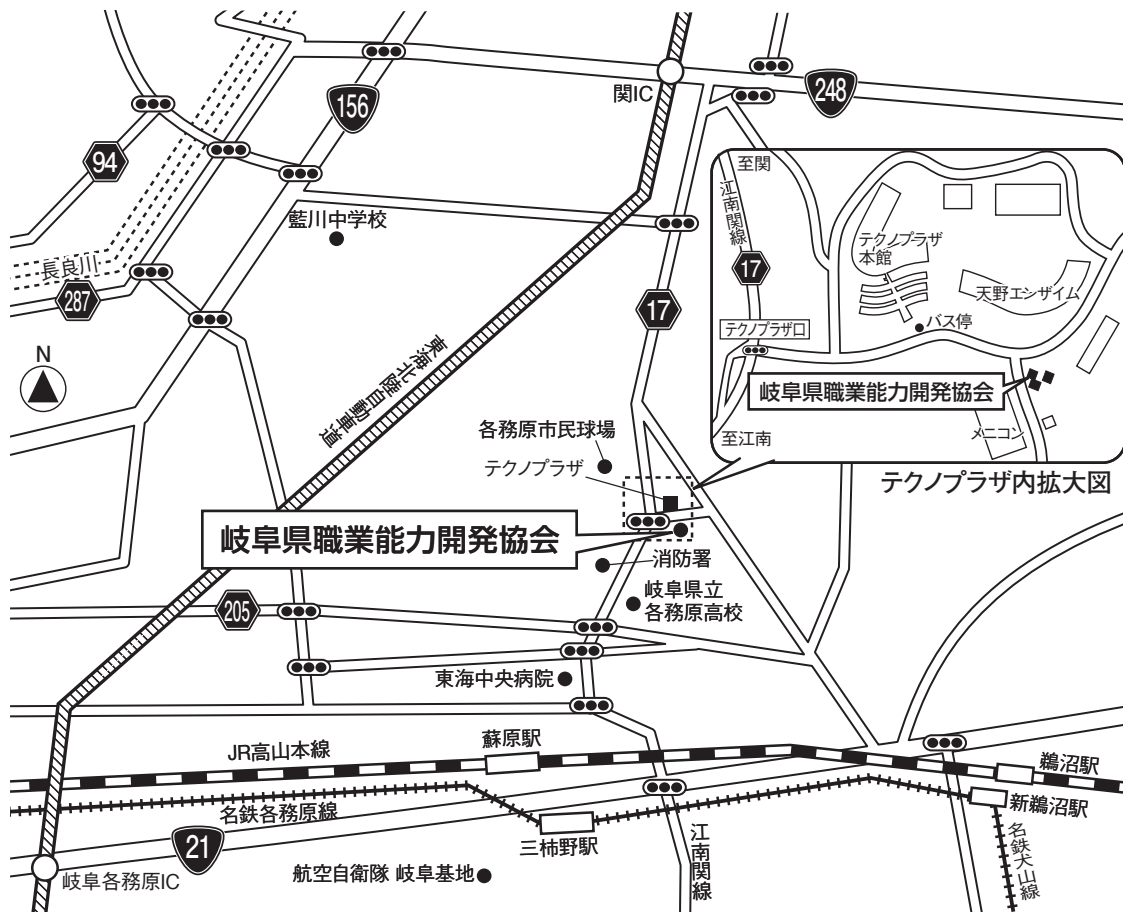 関IC
248
156
94
至関
江南関線
藍川中学校
テクノプラザ
本館
長良川
17
天野エンザイム
287
17
バス停
テクノプラザ口
N
東海北陸自動車道
岐阜県職業能力開発協会
各務原市民球場
メニコン
至江南
テクノプラザ
テクノプラザ内拡大図
岐阜県職業能力開発協会
消防署
岐阜県立
各務原高校
205
東海中央病院
JR高山本線
蘇原駅
鵜沼駅
名鉄各務原線
新鵜沼駅
21
三柿野駅
江南関線
名鉄犬山線
岐阜各務原IC
航空自衛隊 岐阜基地